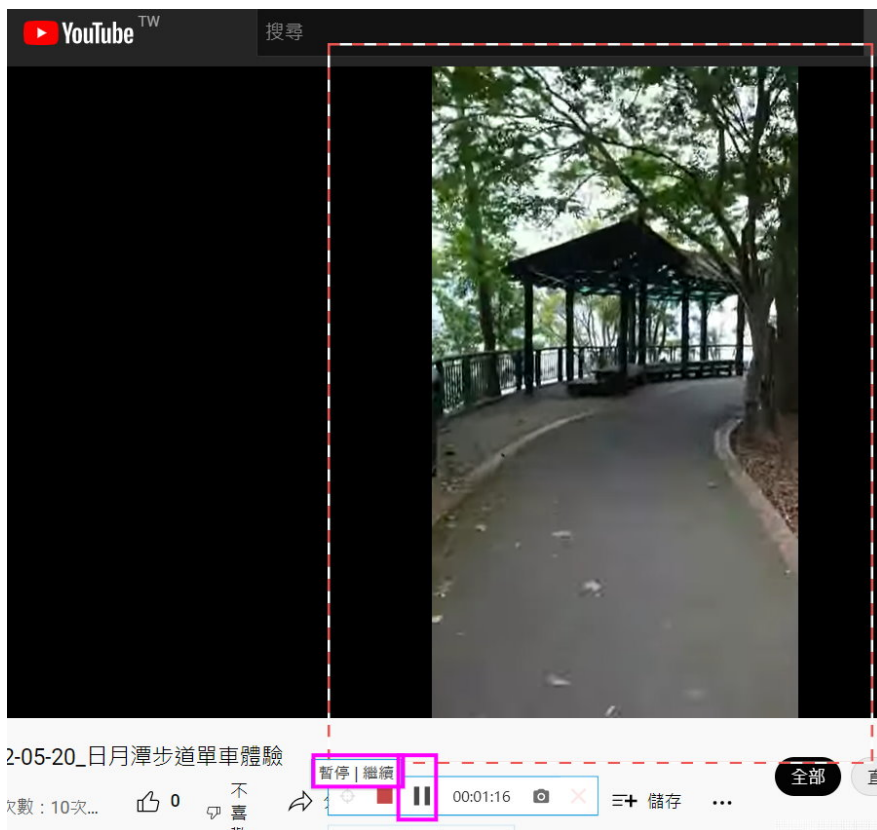 YouTube TW
搜尋
2-05-20_日月潭步道單車體驗
暫停 | 繼續
全部
次數：10次...
0
不
喜
00:01:16
儲存